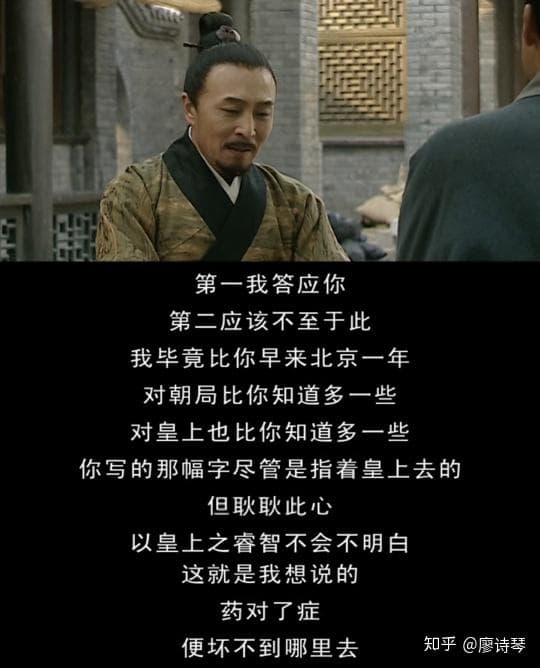 第一我答应你
第二应该不至于此
我毕竟比你早来北京一年
对朝局比你知道多一些
对皇上也比你知道多一些
你写的那幅字尽管是指着皇上去的
但耿耿此心
以皇上之睿智不会不明白
这就是我想说的
药对了症
便坏不到哪里去
知乎 @廖诗琴